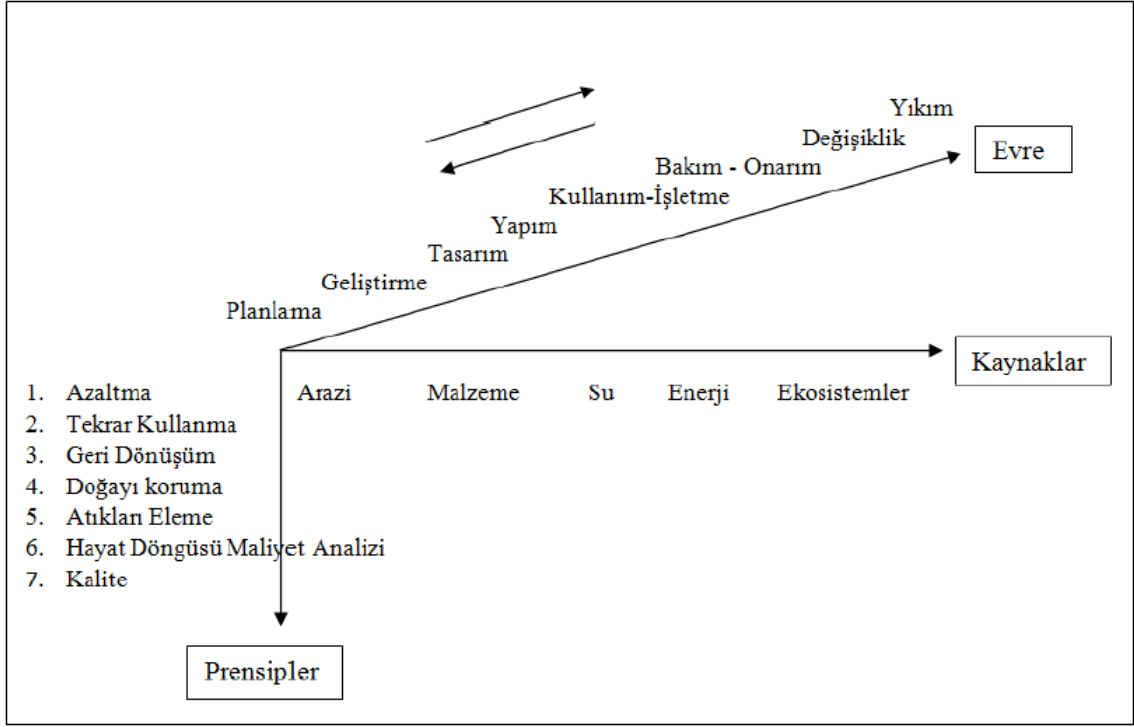 Yıkım
Değişiklik
Evre
Bakım - Onarım
Kullanım-İşletme
Yapım
Tasarım
Geliştirme
Planlama
Kaynaklar
Arazi Malzeme Su Enerji Ekosistemler
1. Azaltma
2. Tekrar Kullanma
3. Geri Dönüşüm
4. Doğayı koruma
5. Atıkları Eleme
6. Hayat Döngüsü Maliyet Analizi
7. Kalite
Prensipler